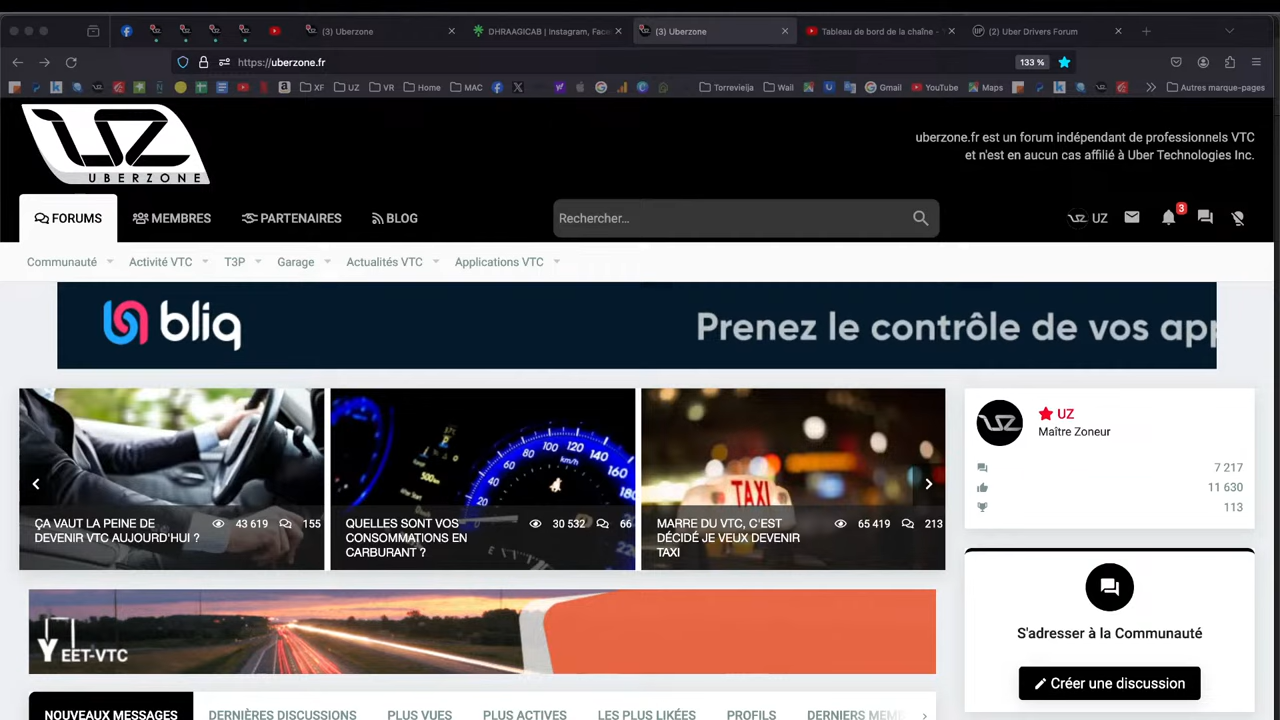 (3) Uberzone
DHRAAGICAB | Instagram, Face
(3) Uberzone
Tableau de bord de la chaîne -
(2) Uber Drivers Forum
https://uberzone.fr
133 %
XF
UZ
VR
Home
MAC
Torrevieja
Wail
Gmail
YouTube
Maps
Autres marque-pages
UZ
UBERZONE
uberzone.fr est un forum indépendant de professionnels VTC
et n'est en aucun cas affilié à Uber Technologies Inc.
FORUMS
MEMBRES
PARTENAIRES
BLOG
Rechercher...
UZ
3
Communauté
Activité VTC
T3P
Garage
Actualités VTC
Applications VTC
bliq
Prenez le contrôle de vos app
ÇA VAUT LA PEINE DE
DEVENIR VTC AUJOURD'HUI ?
43 619
155
QUELLES SONT VOS
CONSOMMATIONS EN
CARBURANT ?
30 532
66
TAXI
MARRE DU VTC, C'EST
DÉCIDÉ JE VEUX DEVENIR
TAXI
65 419
213
UZ
Maître Zoneur
7 217
11 630
113
YEET-VTC
S'adresser à la Communauté
Créer une discussion
NOUVEAUX MESSAGES
DERNIÈRES DISCUSSIONS
PLUS VUES
PLUS ACTIVES
LES PLUS LIKÉES
PROFILS
DERNIERS MEM